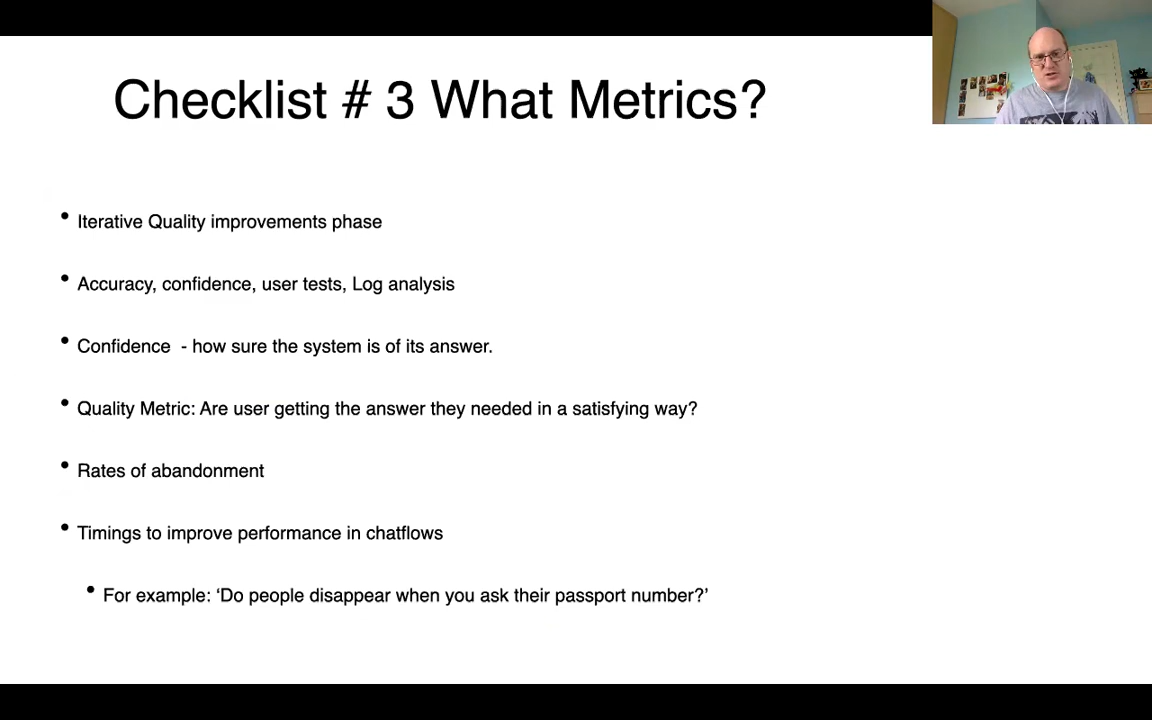 Checklist # 3 What Metrics?
• Iterative Quality improvements phase
• Accuracy, confidence, user tests, Log analysis
• Confidence  - how sure the system is of its answer.
• Quality Metric: Are user getting the answer they needed in a satisfying way?
• Rates of abandonment
• Timings to improve performance in chatflows
• For example: ‘Do people disappear when you ask their passport number?’